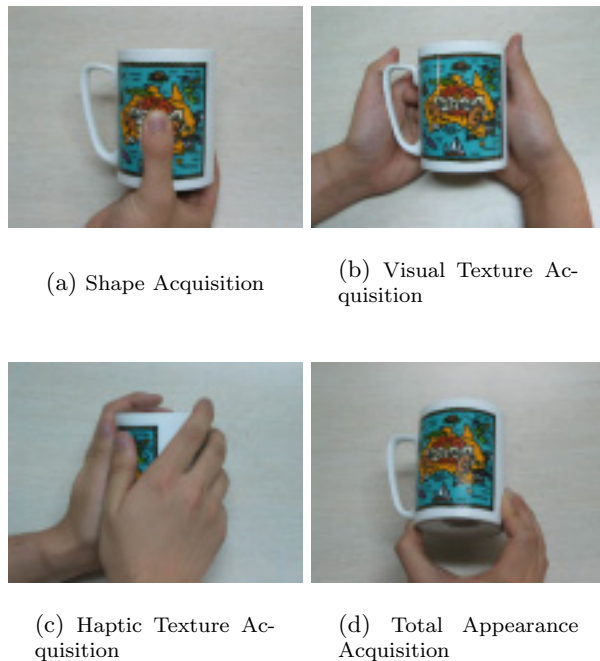 (a) Shape Acquisition
(b) Visual Texture Ac-
quisition
(c) Haptic Texture Ac-
quisition
(d) Total Appearance
Acquisition